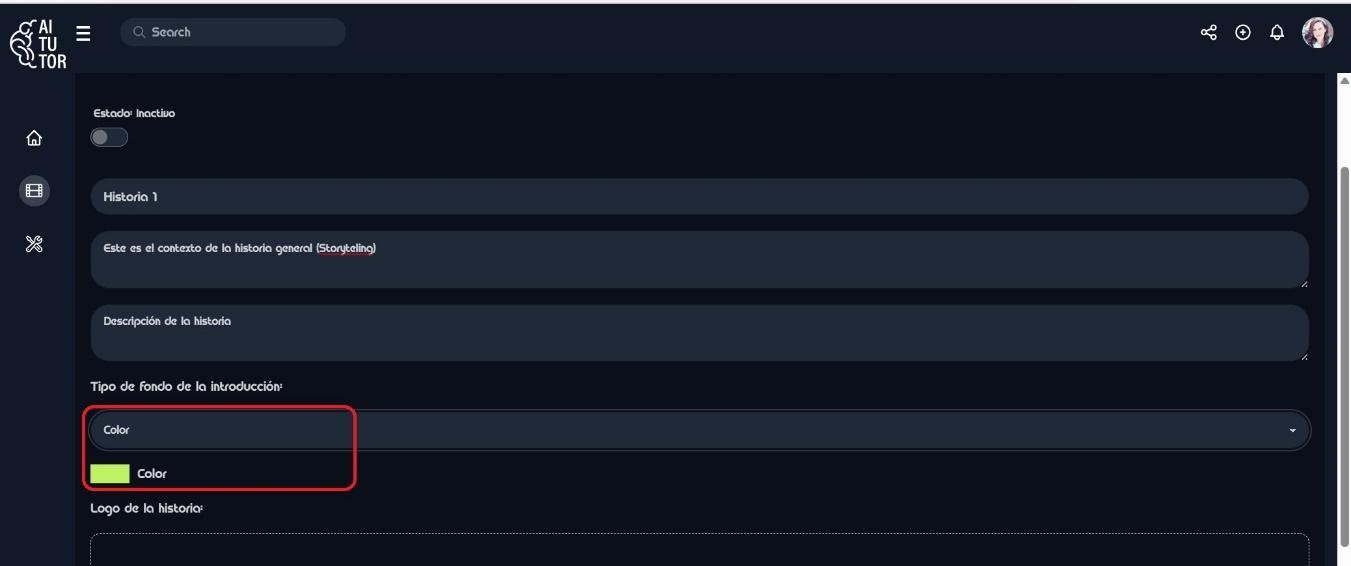 AI
TU
TOR
Search
Estado: Inactivo
Historia 1
Este es el contexto de la historia general (Storyteling)
Descripción de la historia
Tipo de fondo de la introducción:
Color
Color
Logo de la historia: